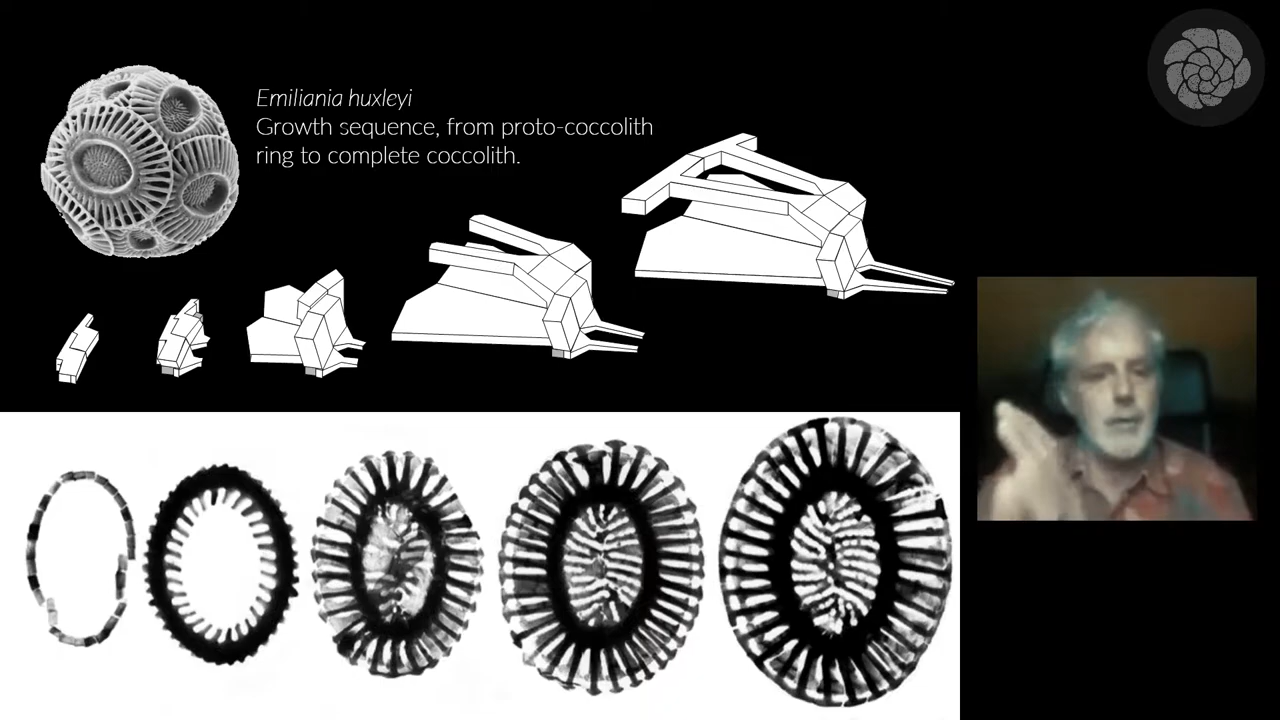 Emiliania huxleyi
Growth sequence, from proto-coccolith
ring to complete coccolith.